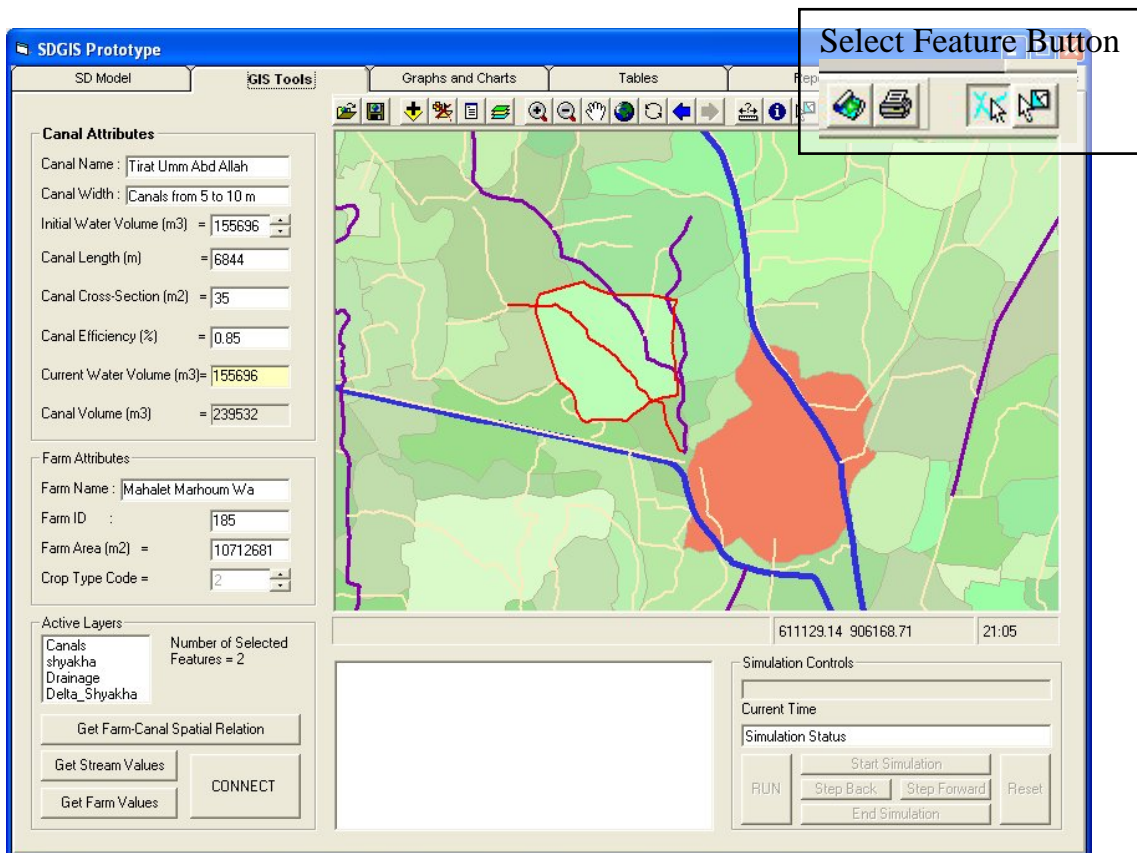 Select Feature Button
SDGIS Prototype
SD Model
GIS Tools
Graphs and Charts
Tables
Canal Attributes
Canal Name : Tirat Umm Abd Allah
Canal Width : Canals from 5 to 10 m
Initial Water Volume (m3) = 155696
Canal Length (m) = 6844
Canal Cross-Section (m2) = 35
Canal Efficiency (%) = 0.85
Current Water Volume (m3)= 155696
Canal Volume (m3) = 239532
Farm Attributes
Farm Name : Mahalet Marhoum Wa
Farm ID : 185
Farm Area (m2) = 10712681
Crop Type Code = 2
Active Layers
Canals
shyakha
Drainage
Delta_Shyakha
Number of Selected
Features = 2
Get Farm-Canal Spatial Relation
Get Stream Values
Get Farm Values
CONNECT
611129.14 906168.71
21:05
Simulation Controls
Current Time
Simulation Status
RUN
Start Simulation
Step Back
Step Forward
End Simulation
Reset